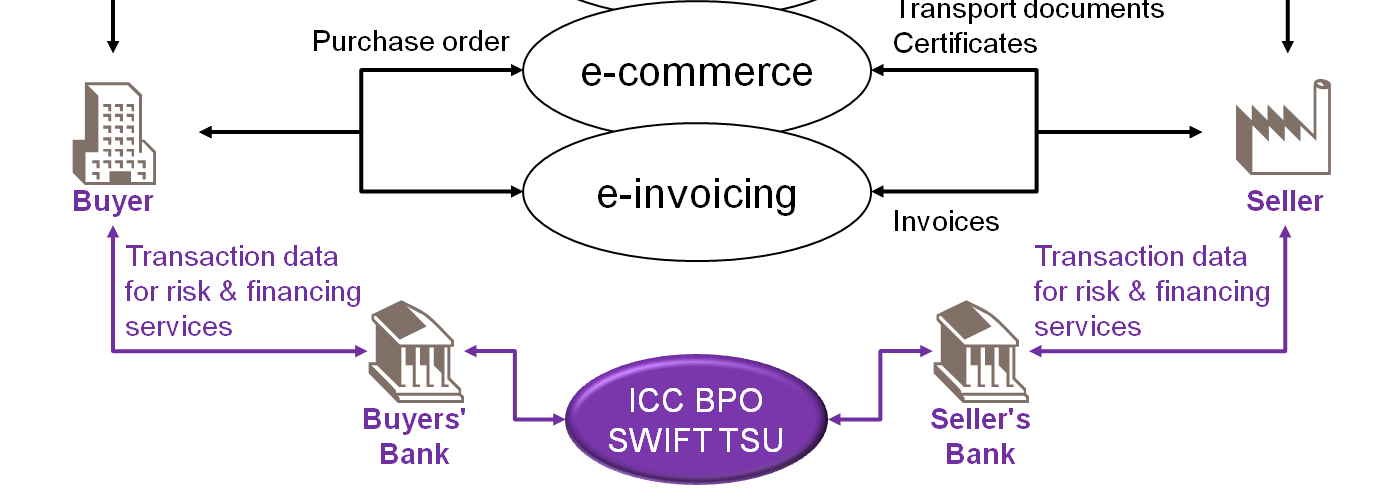 Transport documents
Purchase order
Certificates
e-commerce
e-invoicing
Buyer
Seller
Invoices
Transaction data
for risk & financing
services
Transaction data
for risk & financing
services
ICC BPO
SWIFT TSU
Buyers'
Bank
Seller's
Bank